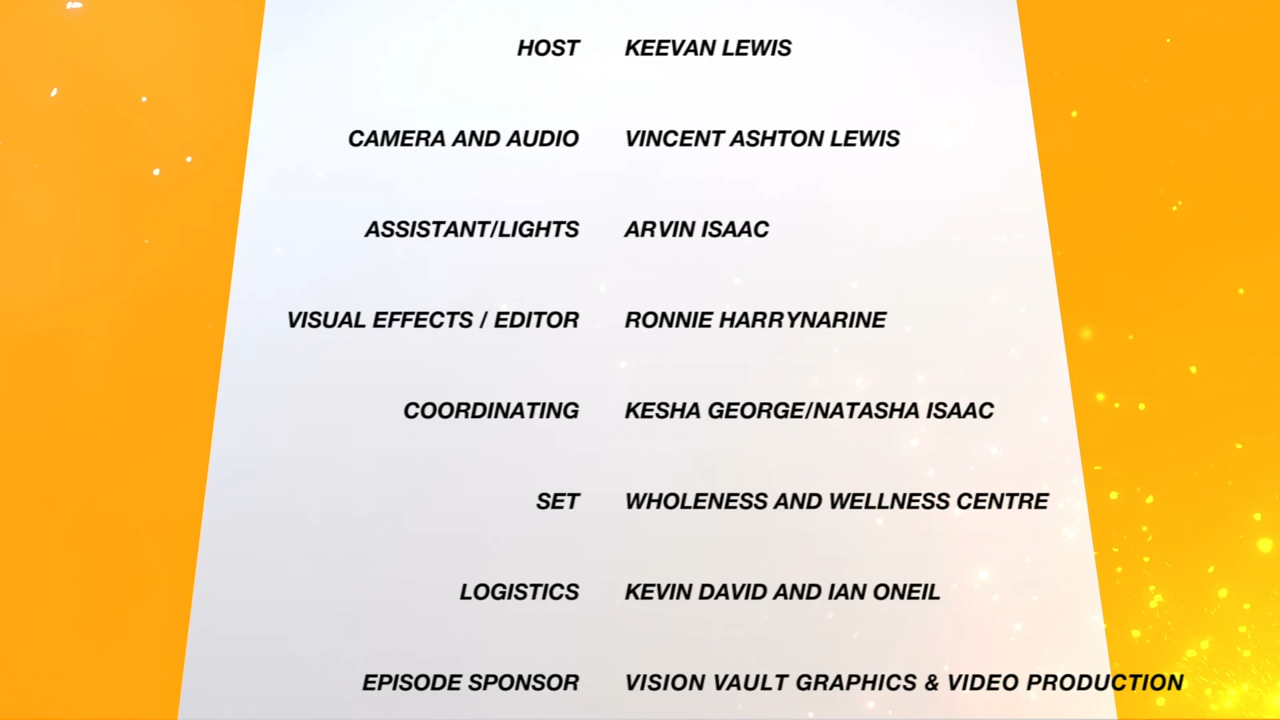 HOST KEEVAN LEWIS
CAMERA AND AUDIO VINCENT ASHTON LEWIS
ASSISTANT/LIGHTS ARVIN ISAAC
VISUAL EFFECTS / EDITOR RONNIE HARRYNARINE
COORDINATING KESHA GEORGE/NATASHA ISAAC
SET WHOLENESS AND WELLNESS CENTRE
LOGISTICS KEVIN DAVID AND IAN ONEIL
EPISODE SPONSOR VISION VAULT GRAPHICS & VIDEO PRODUCTION